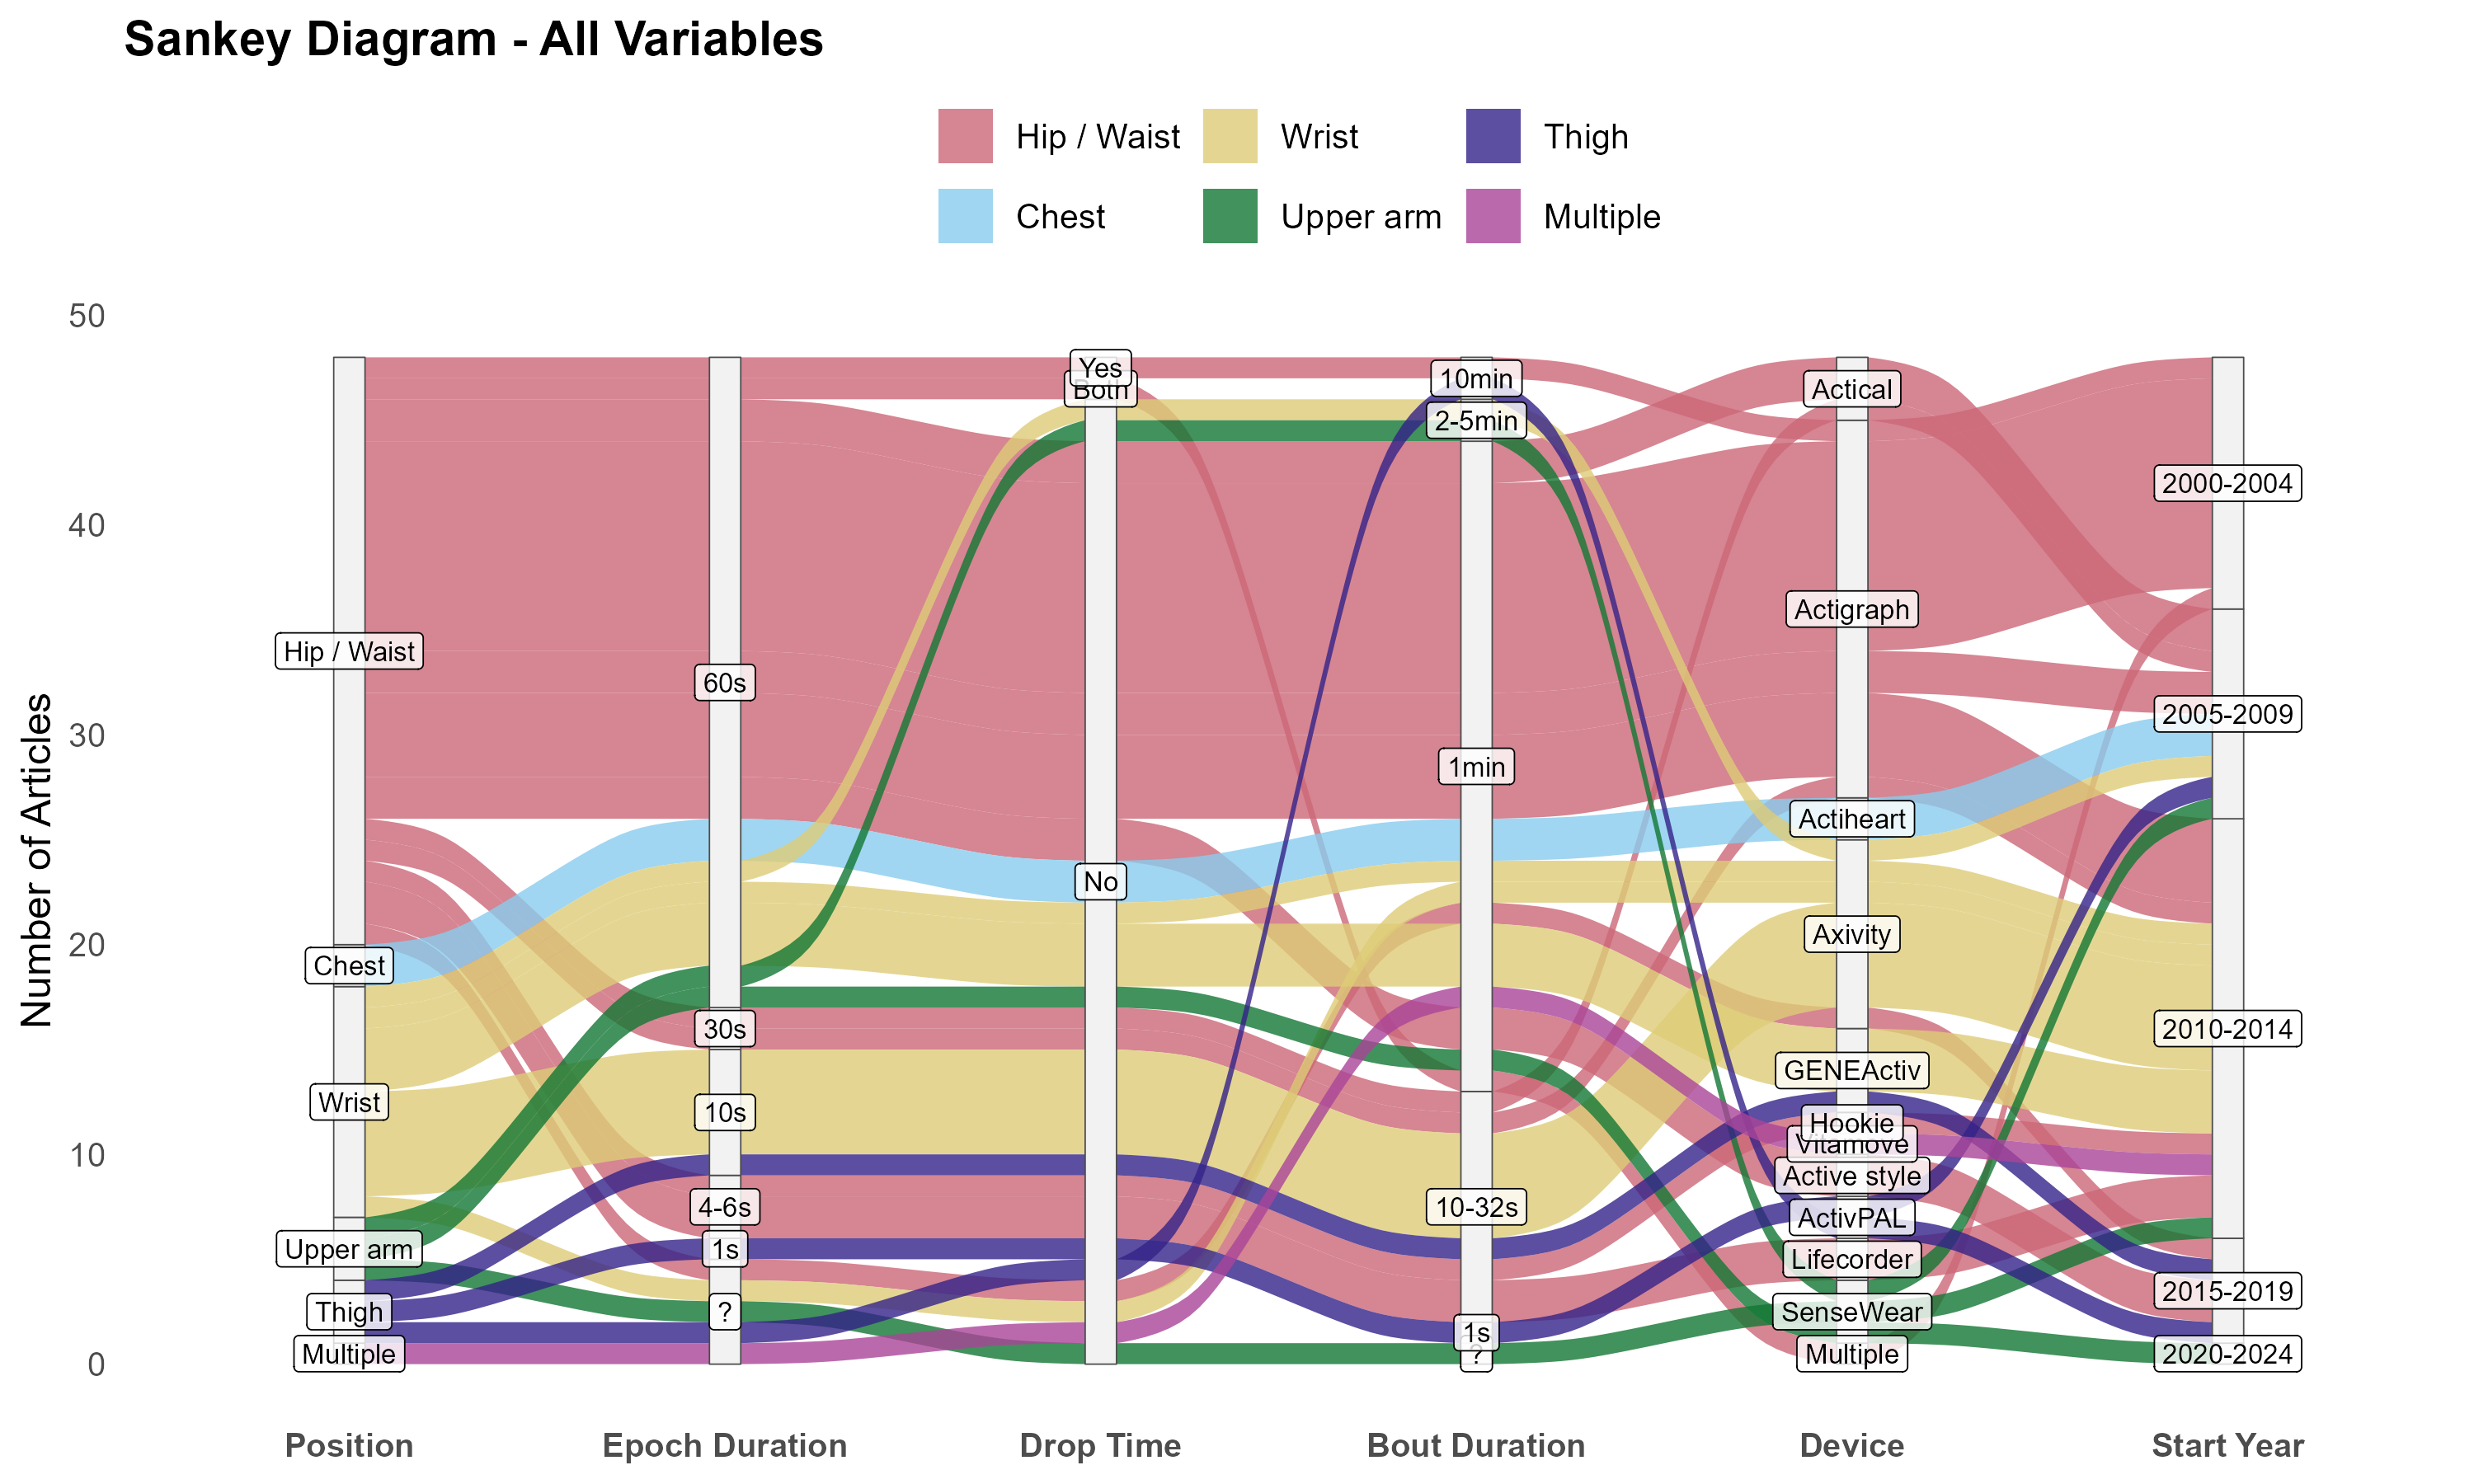 Sankey Diagram - All Variables
Hip / Waist
Wrist
Thigh
Chest
Upper arm
Multiple
Number of Articles
50
40
30
20
10
0
Hip / Waist
Chest
Wrist
Upper arm
Thigh
Multiple
60s
30s
10s
4-6s
1s
?
Yes
Both
No
10min
2-5min
1min
10-32s
1s
?
Actical
Actigraph
Actiheart
Axivity
GENEActiv
Hookie
Vitamove
Active style
ActivPAL
Lifecorder
SenseWear
Multiple
2000-2004
2005-2009
2010-2014
2015-2019
2020-2024
Position
Epoch Duration
Drop Time
Bout Duration
Device
Start Year